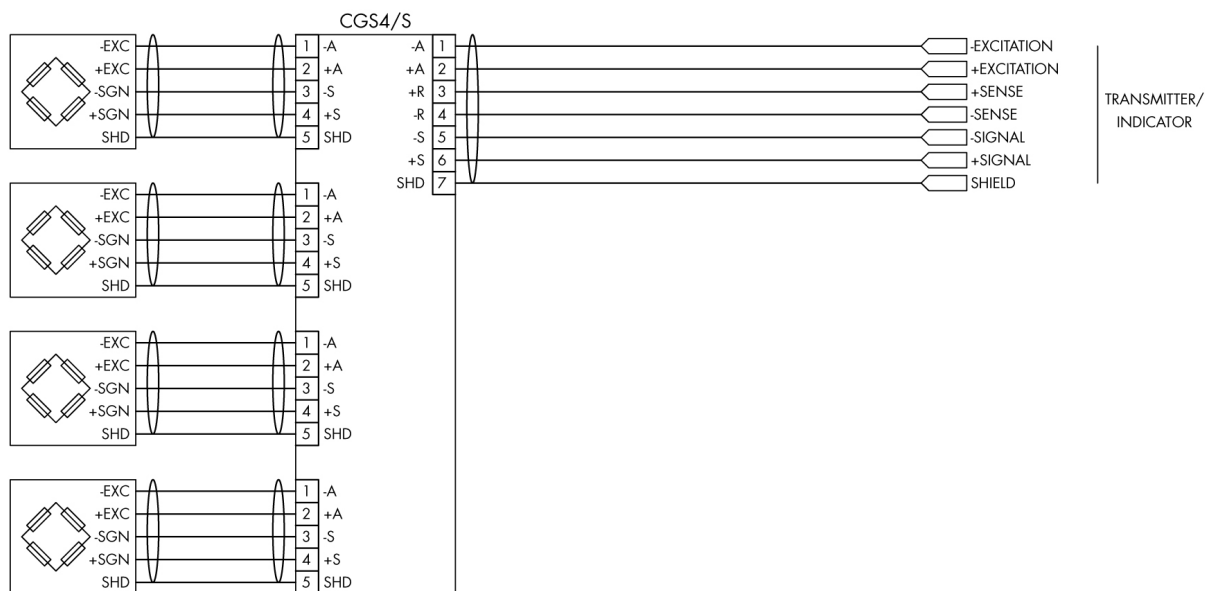 CGS4/S
-EXC 1 -A
+EXC 2 +A
-SGN 3 -S
+SGN 4 +S
SHD 5 SHD
-A 1 -EXCITATION
+A 2 +EXCITATION
+R 3 +SENSE
-R 4 -SENSE
-S 5 -SIGNAL
+S 6 +SIGNAL
SHD 7 SHIELD
TRANSMITTER/
INDICATOR
-EXC 1 -A
+EXC 2 +A
-SGN 3 -S
+SGN 4 +S
SHD 5 SHD
-EXC 1 -A
+EXC 2 +A
-SGN 3 -S
+SGN 4 +S
SHD 5 SHD
-EXC 1 -A
+EXC 2 +A
-SGN 3 -S
+SGN 4 +S
SHD 5 SHD